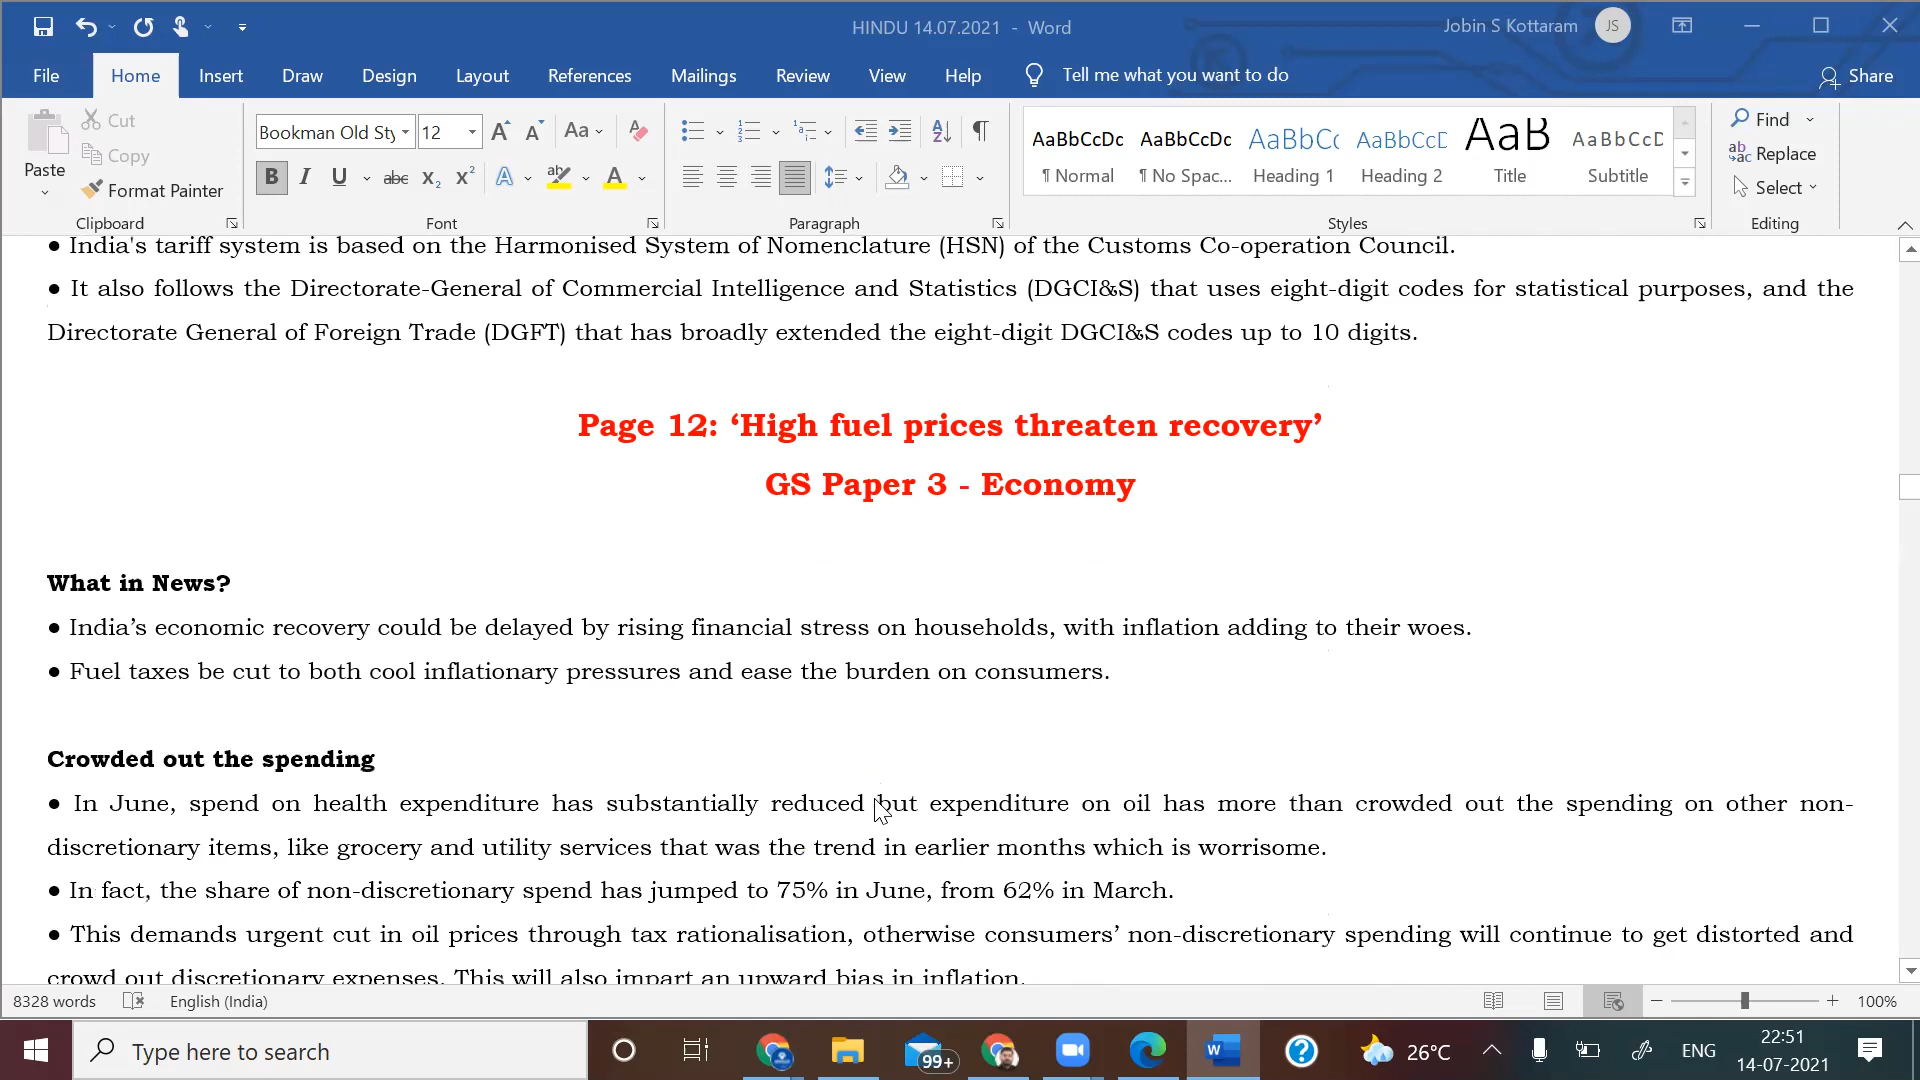 HINDU 14.07.2021 - Word
Jobin S Kottaram JS
File Home Insert Draw Design Layout References Mailings Review View Help Tell me what you want to do Share
Paste
Cut
Copy
Format Painter
Clipboard
Bookman Old Sty 12
Font
Paragraph
AaBbCcDc ¶ Normal
AaBbCcDc ¶ No Spac...
AaBbCc Heading 1
AaBbCcD Heading 2
AaB Title
AaBbCcD Subtitle
Styles
Find
Replace
Select
Editing
● India's tariff system is based on the Harmonised System of Nomenclature (HSN) of the Customs Co-operation Council.
● It also follows the Directorate-General of Commercial Intelligence and Statistics (DGCI&S) that uses eight-digit codes for statistical purposes, and the
Directorate General of Foreign Trade (DGFT) that has broadly extended the eight-digit DGCI&S codes up to 10 digits.
Page 12: ‘High fuel prices threaten recovery’
GS Paper 3 - Economy
What in News?
● India’s economic recovery could be delayed by rising financial stress on households, with inflation adding to their woes.
● Fuel taxes be cut to both cool inflationary pressures and ease the burden on consumers.
Crowded out the spending
● In June, spend on health expenditure has substantially reduced but expenditure on oil has more than crowded out the spending on other non-
discretionary items, like grocery and utility services that was the trend in earlier months which is worrisome.
● In fact, the share of non-discretionary spend has jumped to 75% in June, from 62% in March.
● This demands urgent cut in oil prices through tax rationalisation, otherwise consumers’ non-discretionary spending will continue to get distorted and
crowd out discretionary expenses. This will also impart an upward bias in inflation.
8328 words English (India) 100%
Type here to search
99+
26°C
ENG
22:51
14-07-2021